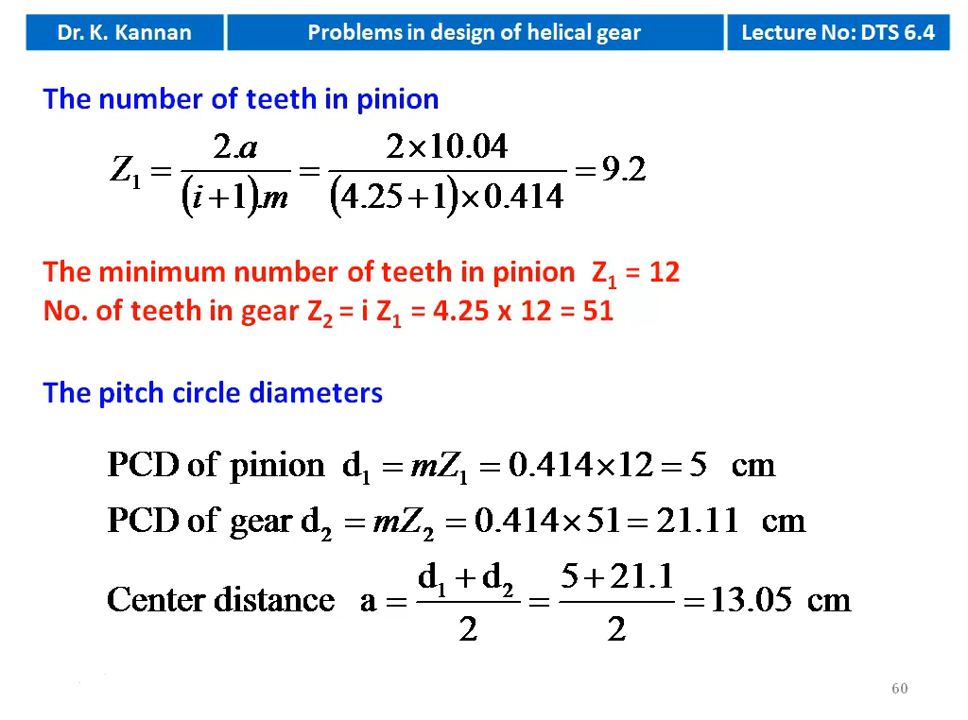 Dr. K. Kannan Problems in design of helical gear Lecture No: DTS 6.4
The number of teeth in pinion
Z₁ = 2.a / (i + 1).m = 2 × 10.04 / (4.25 + 1) × 0.414 = 9.2
The minimum number of teeth in pinion Z₁ = 12
No. of teeth in gear Z₂ = i Z₁ = 4.25 x 12 = 51
The pitch circle diameters
PCD of pinion d₁ = mZ₁ = 0.414 × 12 = 5 cm
PCD of gear d₂ = mZ₂ = 0.414 × 51 = 21.11 cm
Center distance a = d₁ + d₂ / 2 = 5 + 21.1 / 2 = 13.05 cm
60